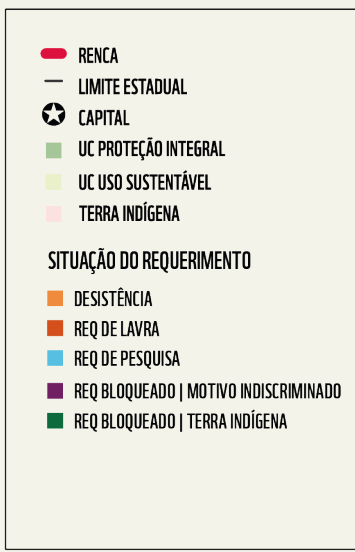 RENCA
LIMITE ESTADUAL
CAPITAL
UC PROTEÇÃO INTEGRAL
UC USO SUSTENTÁVEL
TERRA INDÍGENA
SITUAÇÃO DO REQUERIMENTO
DESISTÊNCIA
REQ DE LAVRA
REQ DE PESQUISA
REQ BLOQUEADO | MOTIVO INDISCRIMINADO
REQ BLOQUEADO | TERRA INDÍGENA